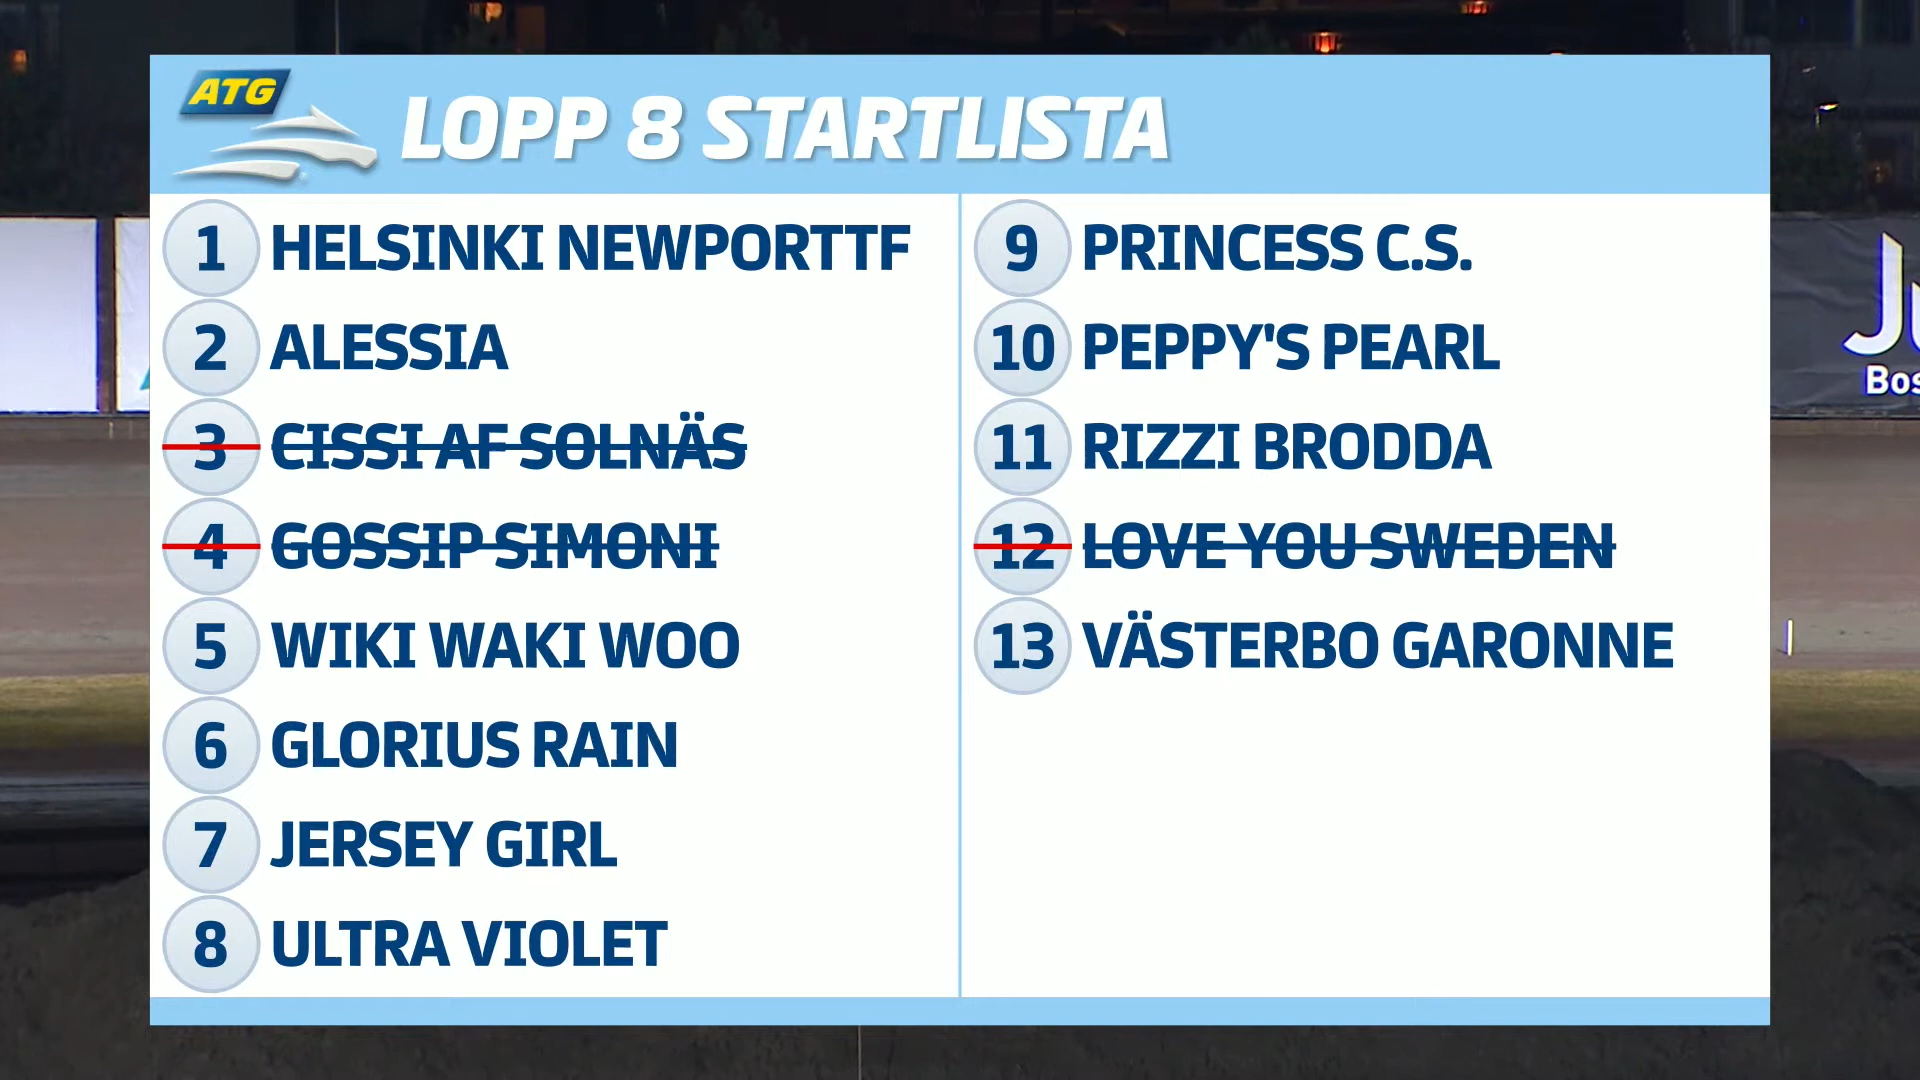 ATG
LOPP 8 STARTLISTA
1 HELSINKI NEWPORTTF
2 ALESSIA
3 CISSI AF SOLNÄS
4 GOSSIP SIMONI
5 WIKI WAKI WOO
6 GLORIUS RAIN
7 JERSEY GIRL
8 ULTRA VIOLET
9 PRINCESS C.S.
10 PEPPY'S PEARL
11 RIZZI BRODDA
12 LOVE YOU SWEDEN
13 VÄSTERBO GARONNE